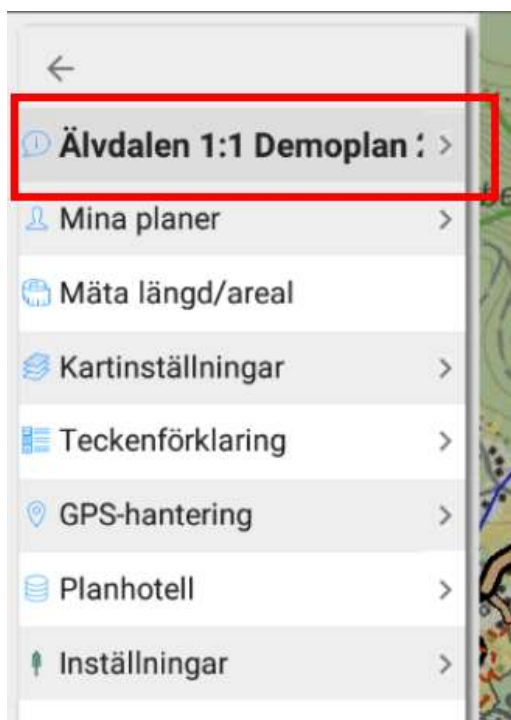 Älvdalen 1:1 Demoplan
Mina planer
Mäta längd/areal
Kartinställningar
Teckenförklaring
GPS-hantering
Planhotell
Inställningar